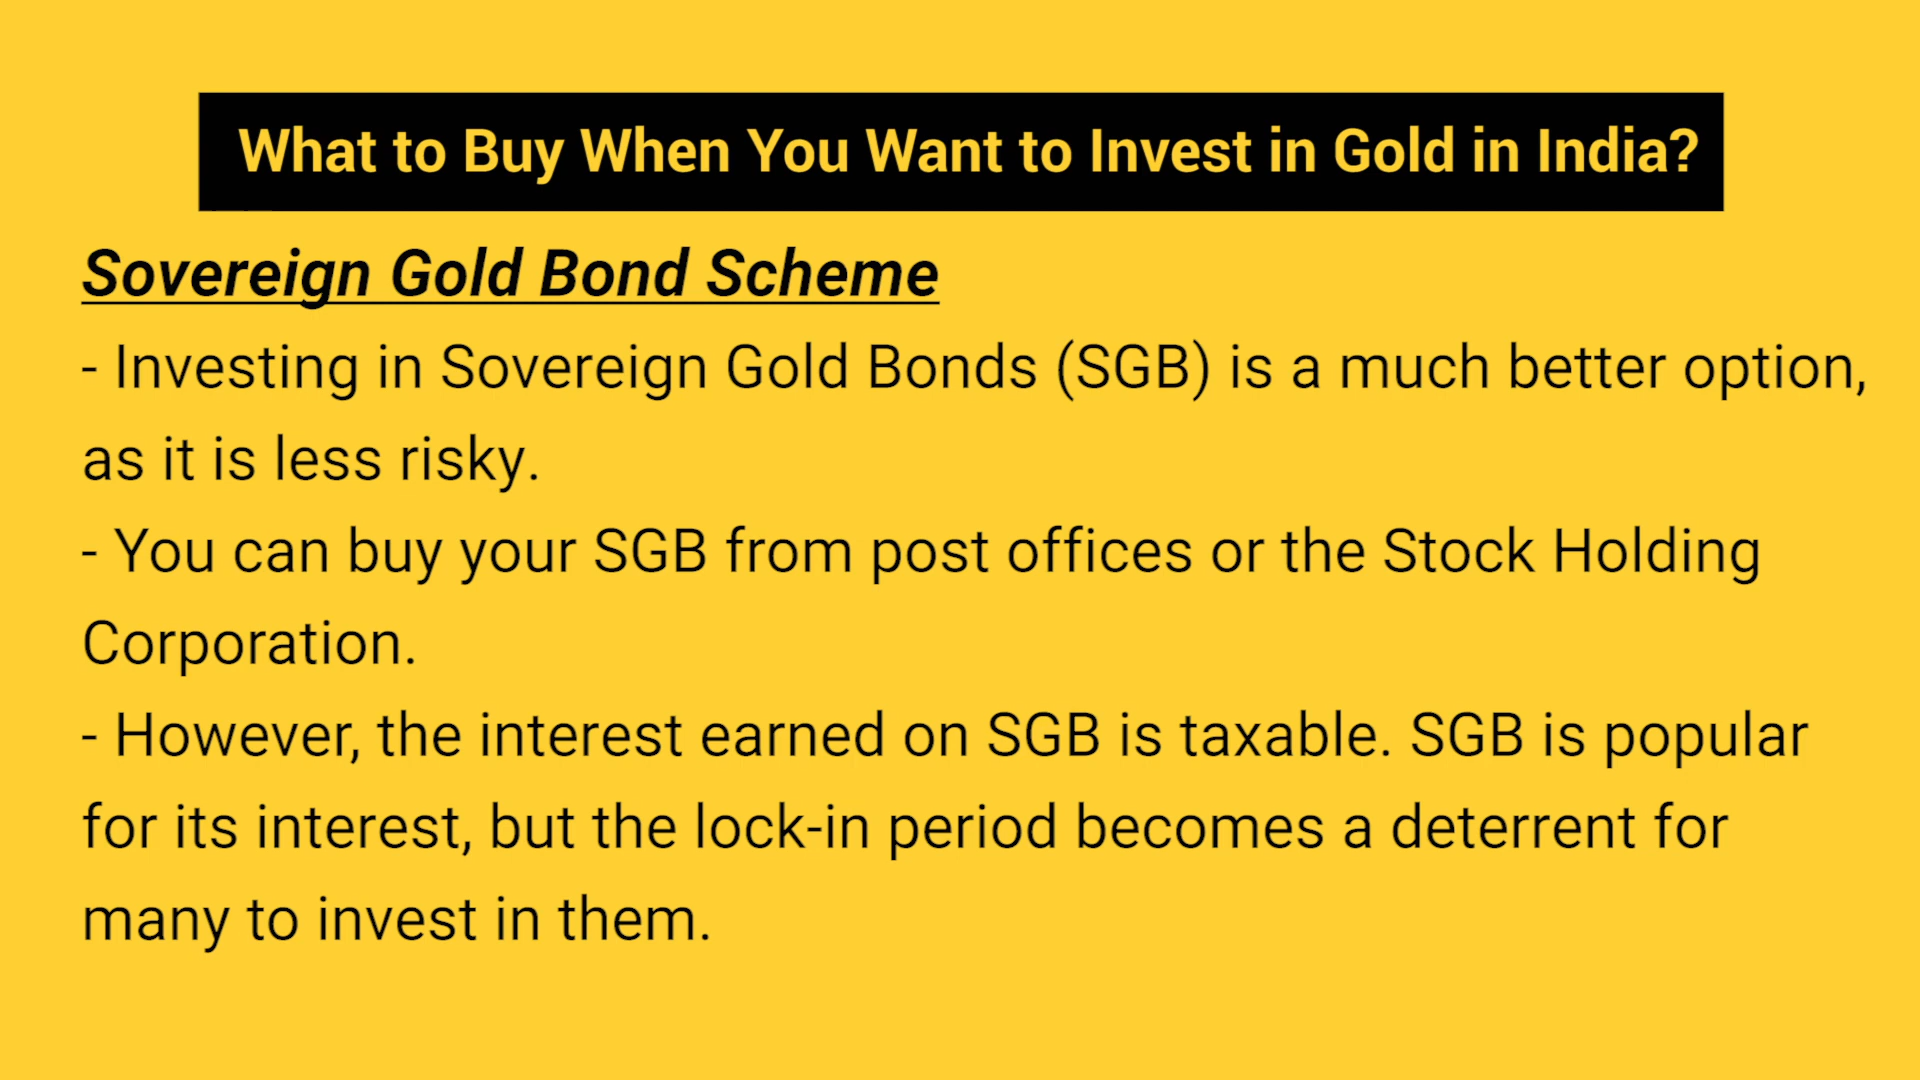 What to Buy When You Want to Invest in Gold in India?
Sovereign Gold Bond Scheme
- Investing in Sovereign Gold Bonds (SGB) is a much better option,
as it is less risky.
- You can buy your SGB from post offices or the Stock Holding
Corporation.
- However, the interest earned on SGB is taxable. SGB is popular
for its interest, but the lock-in period becomes a deterrent for
many to invest in them.